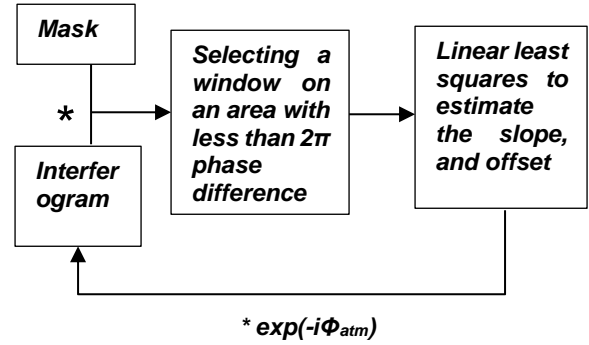 Mask
*
Interfer
ogram
Selecting a
window on
an area with
less than 2π
phase
difference
Linear least
squares to
estimate
the slope,
and offset
* exp(-iΦatm)